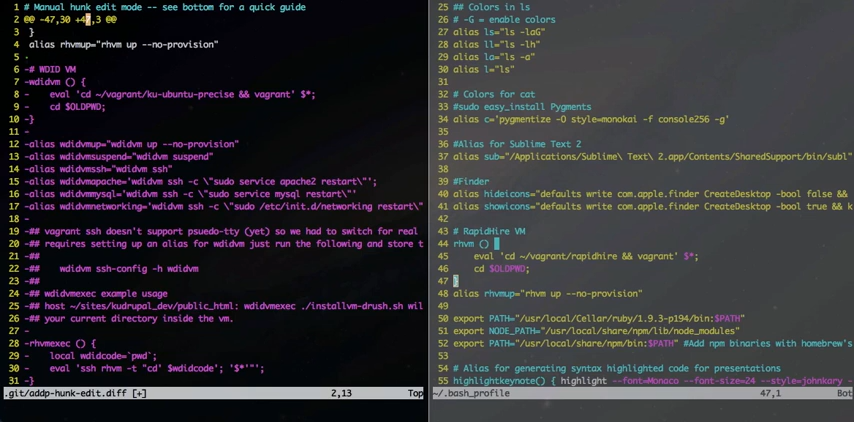 1 # Manual hunk edit mode -- see bottom for a quick guide
2 @@ -47,30 +47,3 @@
3  }
4  alias rhvmup="rhvm up --no-provision"
5
6 -# WDID VM
7 -wdidvm () {
8 -    eval 'cd ~/vagrant/ku-ubuntu-precise && vagrant' $*;
9 -    cd $OLDPWD;
10 -}
11 -
12 -alias wdidvmup="wdidvm up --no-provision"
13 -alias wdidvmsuspend="wdidvm suspend"
14 -alias wdidvmssh="wdidvm ssh"
15 -alias wdidvmapache='wdidvm ssh -c \"sudo service apache2 restart\"';
16 -alias wdidvmmysql='wdidvm ssh -c \"sudo service mysql restart\"'
17 -alias wdidvmnetworking='wdidvm ssh -c \"sudo /etc/init.d/networking restart\"
18 -
19 -## vagrant ssh doesn't support psuedo-tty (yet) so we had to switch for real
20 -## requires setting up an alias for wdidvm just run the following and store t
21 -##
22 -##     wdidvm ssh-config -h wdidvm
23 -##
24 -## wdidvmexec example usage
25 -## host ~/sites/kudrupal_dev/public_html: wdidvmexec ./installvm-drush.sh wil
26 -## your current directory inside the vm.
27 -
28 -rhvmexec () {
29 -    local wdidcode=`pwd`;
30 -    eval 'ssh rhvm -t "cd' $wdidcode'; '$*'"';
31 -}
.git/addp-hunk-edit.diff [+] 2,13 Top
25 ## Colors in ls
26 # -G = enable colors
27 alias ls="ls -laG"
28 alias ll="ls -lh"
29 alias la="ls -a"
30 alias l="ls"
31
32 # Colors for cat
33 #sudo easy_install Pygments
34 alias c='pygmentize -O style=monokai -f console256 -g'
35
36 #Alias for Sublime Text 2
37 alias sub="/Applications/Sublime\ Text\ 2.app/Contents/SharedSupport/bin/subl"
38
39 #Finder
40 alias hideicons="defaults write com.apple.finder CreateDesktop -bool false &&
41 alias showicons="defaults write com.apple.finder CreateDesktop -bool true && k
42
43 # RapidHire VM
44 rhvm ()
45     eval 'cd ~/vagrant/rapidhire && vagrant' $*;
46     cd $OLDPWD;
47 }
48 alias rhvmup="rhvm up --no-provision"
49
50 export PATH="/usr/local/Cellar/ruby/1.9.3-p194/bin:$PATH"
51 export NODE_PATH="/usr/local/share/npm/lib/node_modules"
52 export PATH="/usr/local/share/npm/bin:$PATH" #Add npm binaries with homebrew's
53
54 # Alias for generating syntax highlighted code for presentations
55 highlightkeynote() { highlight --font=Monaco --font-size=24 --style=johnkary -
~/.bash_profile 47,1 Bot